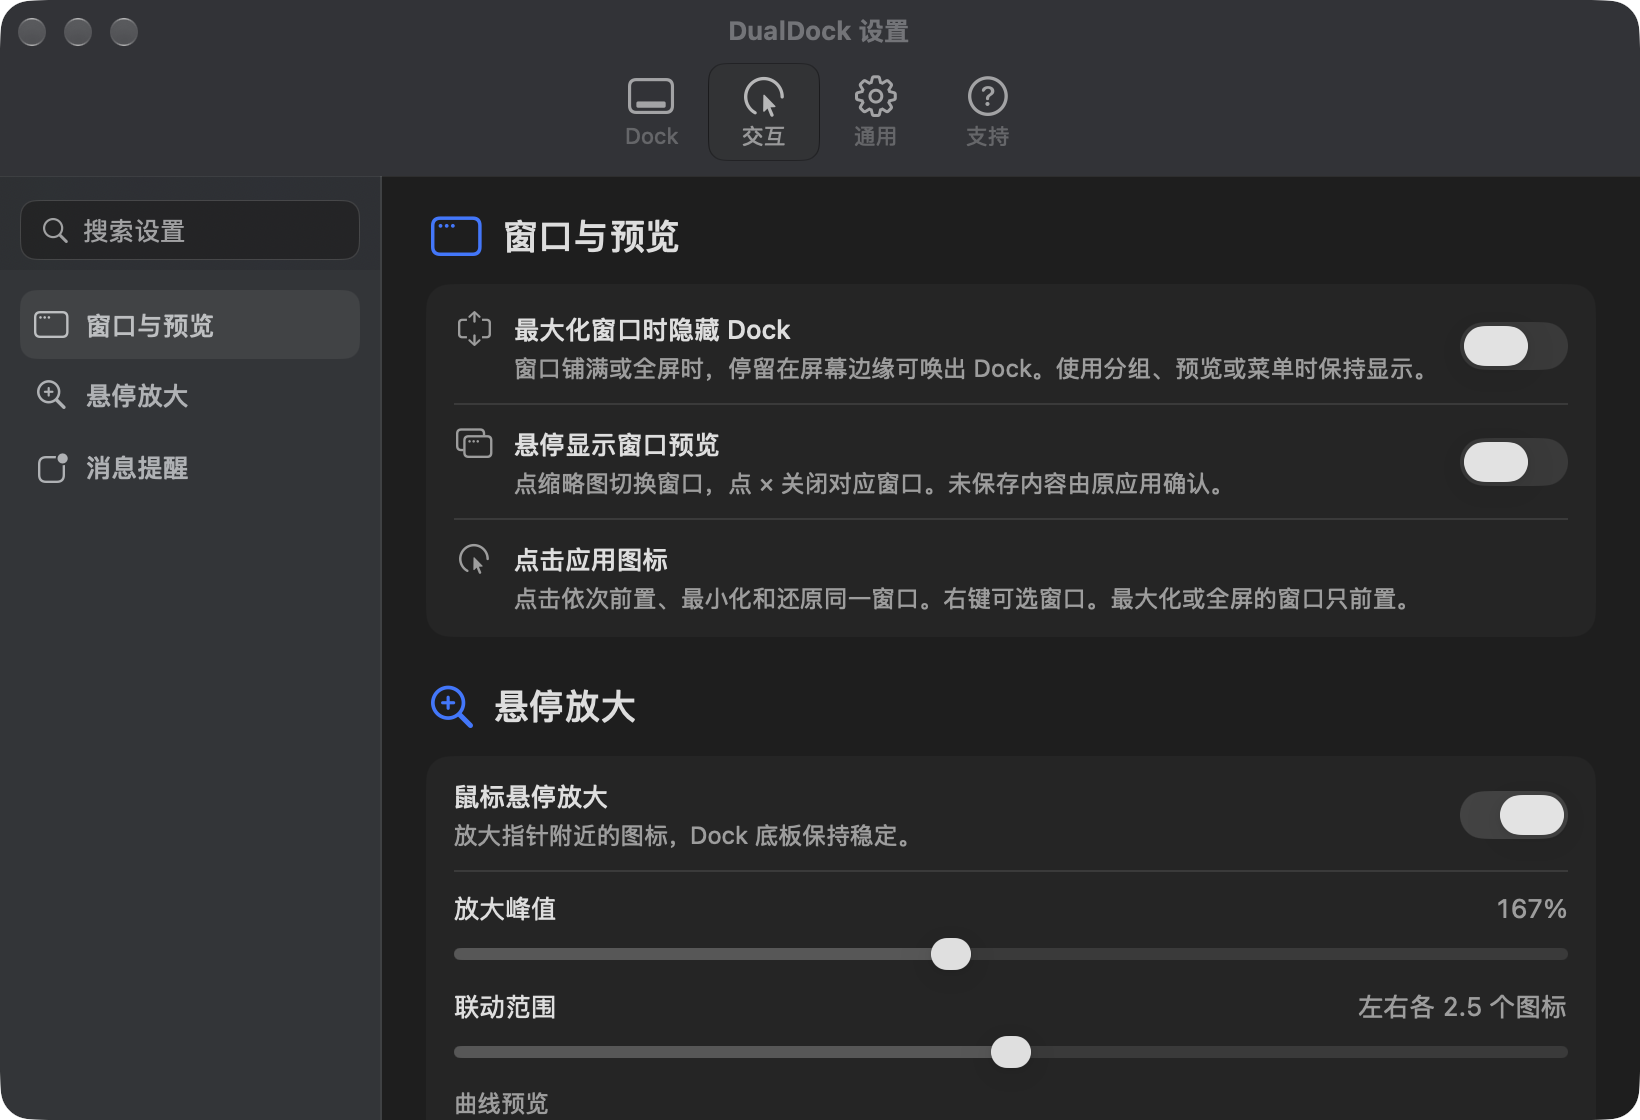 DualDock 设置
Dock
交互
通用
支持
搜索设置
窗口与预览
悬停放大
消息提醒
窗口与预览
最大化窗口时隐藏 Dock
窗口铺满或全屏时，停留在屏幕边缘可唤出 Dock。使用分组、预览或菜单时保持显示。
悬停显示窗口预览
点缩略图切换窗口，点 × 关闭对应窗口。未保存内容由原应用确认。
点击应用图标
点击依次前置、最小化和还原同一窗口。右键可选窗口。最大化或全屏的窗口只前置。
悬停放大
鼠标悬停放大
放大指针附近的图标，Dock 底板保持稳定。
放大峰值
167%
联动范围
左右各 2.5 个图标
曲线预览